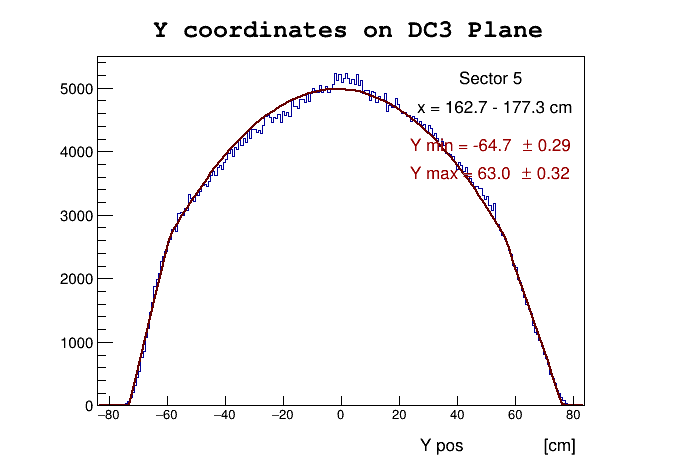 Y coordinates on DC3 Plane
Sector 5
x = 162.7 - 177.3 cm
Y min = -64.7 ± 0.29
Y max = 63.0 ± 0.32
5000
4000
3000
2000
1000
0
−80 −60 −40 −20 0 20 40 60 80
Y pos [cm]